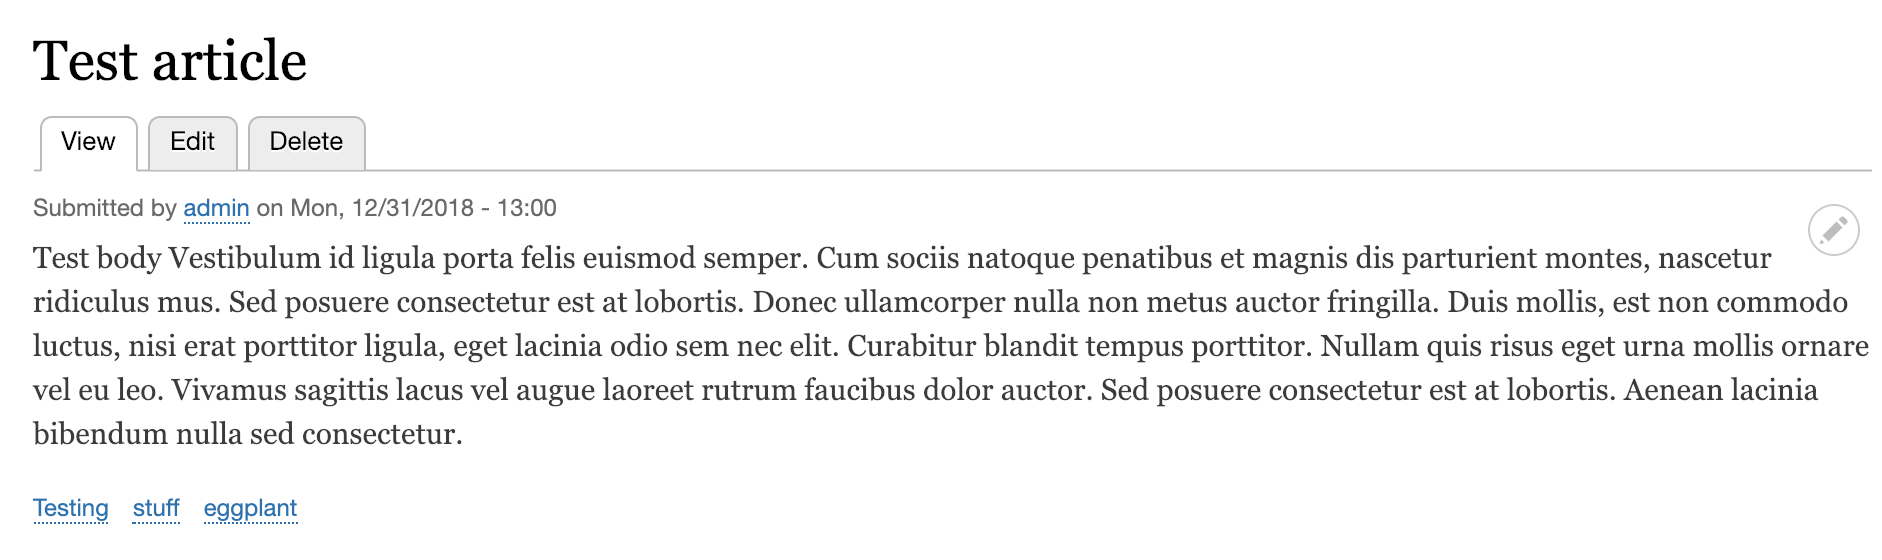 Test article
View Edit Delete
Submitted by admin on Mon, 12/31/2018 - 13:00
Test body Vestibulum id ligula porta felis euismod semper. Cum sociis natoque penatibus et magnis dis parturient montes, nascetur
ridiculus mus. Sed posuere consectetur est at lobortis. Donec ullamcorper nulla non metus auctor fringilla. Duis mollis, est non commodo
luctus, nisi erat porttitor ligula, eget lacinia odio sem nec elit. Curabitur blandit tempus porttitor. Nullam quis risus eget urna mollis ornare
vel eu leo. Vivamus sagittis lacus vel augue laoreet rutrum faucibus dolor auctor. Sed posuere consectetur est at lobortis. Aenean lacinia
bibendum nulla sed consectetur.
Testing stuff eggplant